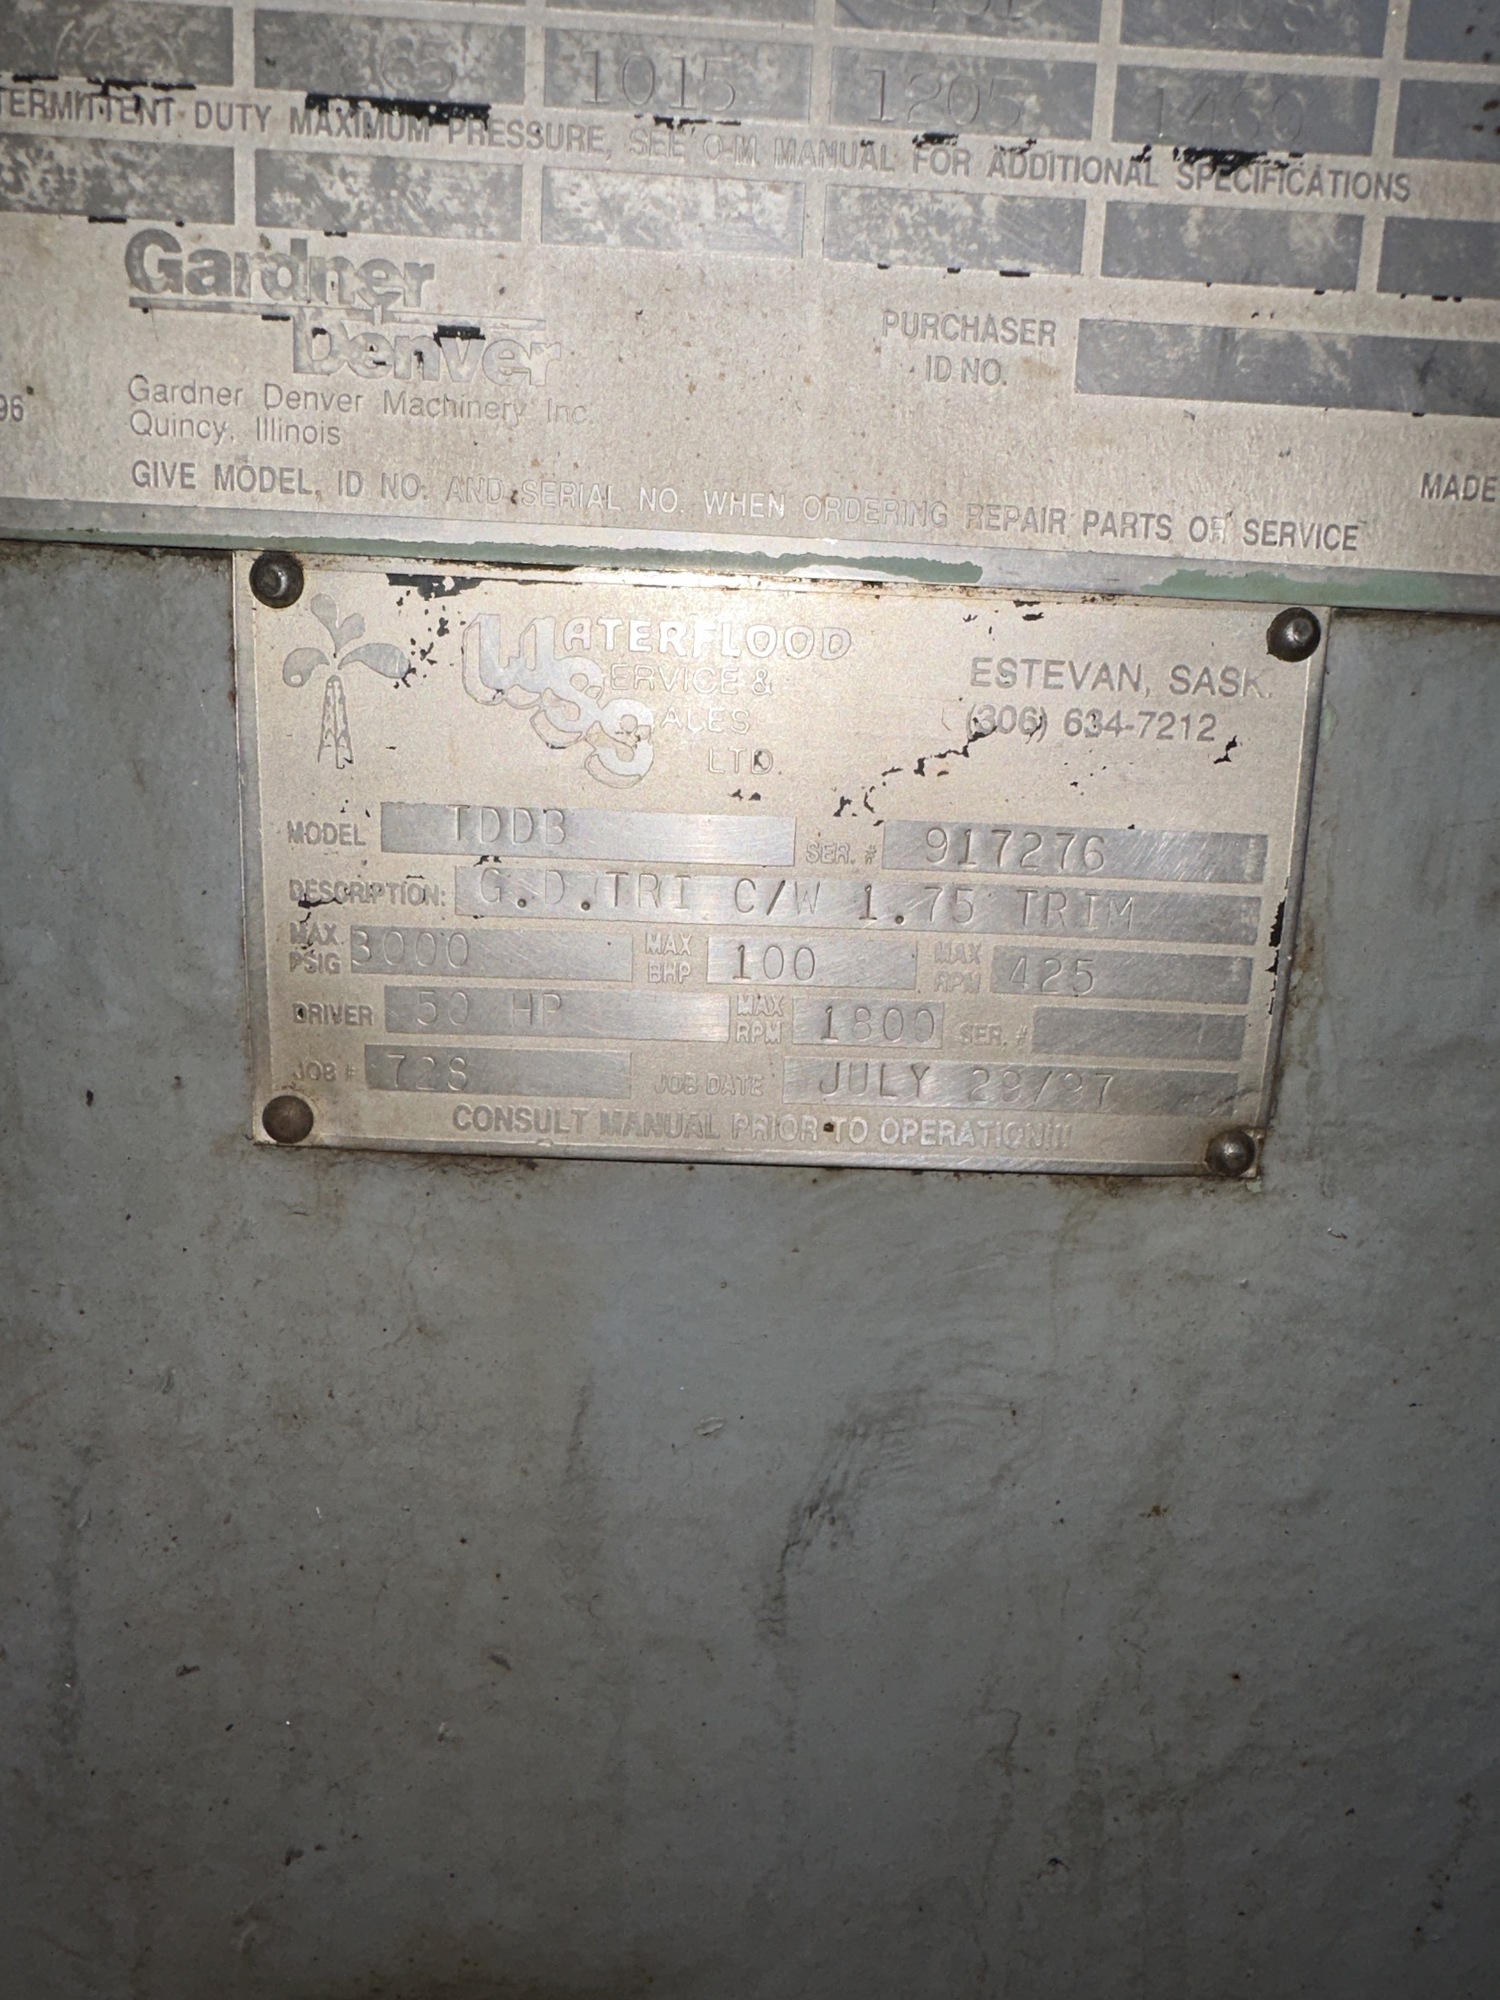 1015 1205 1480
TERMITTENT DUTY MAXIMUM PRESSURE, SEE O-M MANUAL FOR ADDITIONAL SPECIFICATIONS
Gardner
Denver
PURCHASER
ID NO.
Gardner Denver Machinery Inc.
Quincy, Illinois
96
GIVE MODEL, ID NO. AND SERIAL NO. WHEN ORDERING REPAIR PARTS OR SERVICE
MADE
WATERFLOOD
SERVICE &
SALES
LTD.
ESTEVAN, SASK.
(306) 634-7212
MODEL TDDB SER. # 917276
DESCRIPTION: G.D.TRI C/W 1.75 TRIM
MAX PSIG 3000 MAX BHP 100 MAX RPM 425
DRIVER 50 HP MAX RPM 1800 SER. #
JOB # 728 JOB DATE JULY 28/97
CONSULT MANUAL PRIOR TO OPERATION!!!